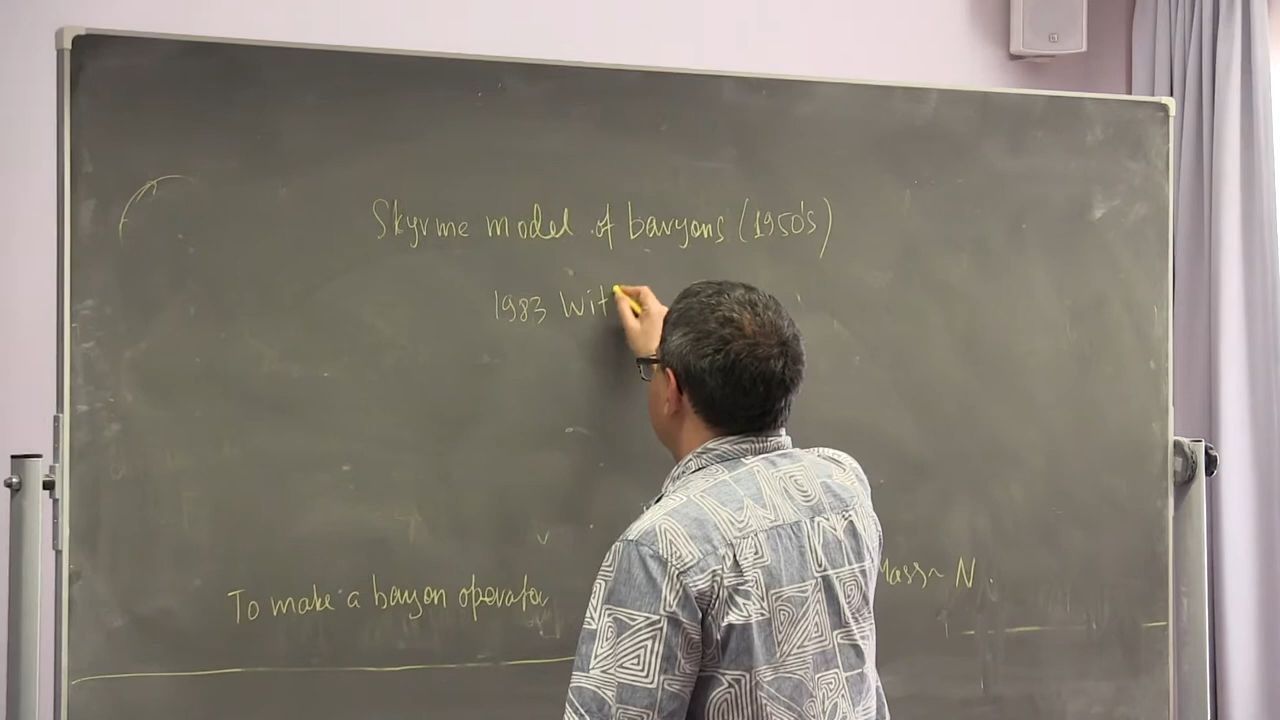 Skyrme model of baryons (1950's)
1983 Wit
To make a baryon operator Mass ~ N.